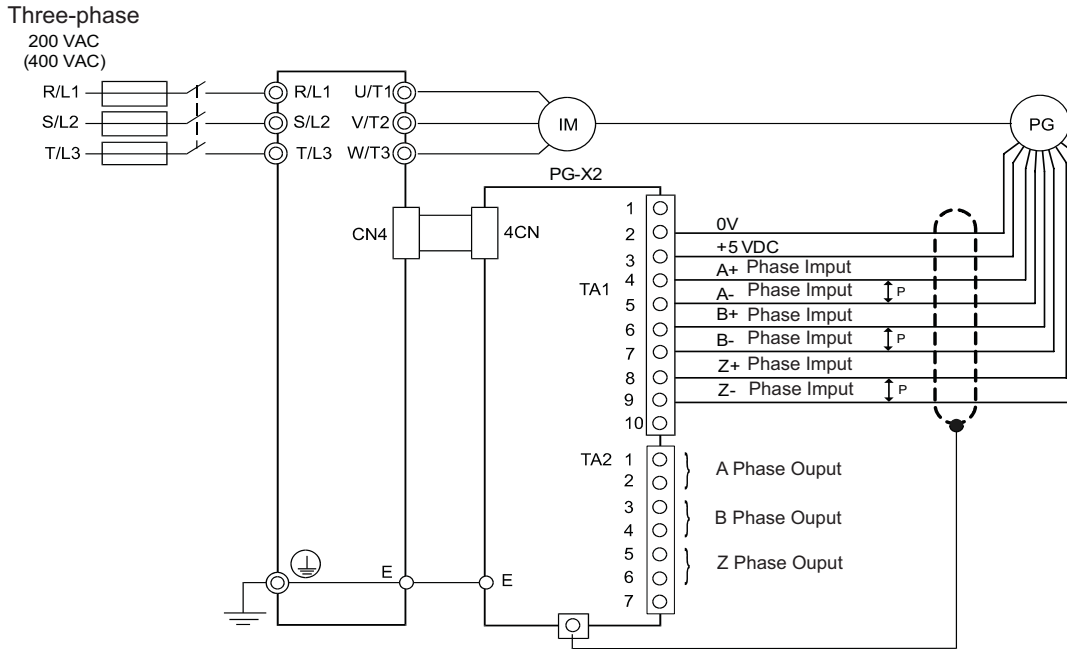 Three-phase
200 VAC
(400 VAC)
R/L1 R/L1 U/T1
S/L2 S/L2 V/T2 IM PG
T/L3 T/L3 W/T3
PG-X2
CN4 4CN
TA1
1
2 0V
3 +5 VDC
4 A+ Phase Imput
5 A- Phase Imput P
6 B+ Phase Imput
7 B- Phase Imput P
8 Z+ Phase Imput
9 Z- Phase Imput P
10
TA2 1
2 A Phase Ouput
3
4 B Phase Ouput
5
6 Z Phase Ouput
7
E E